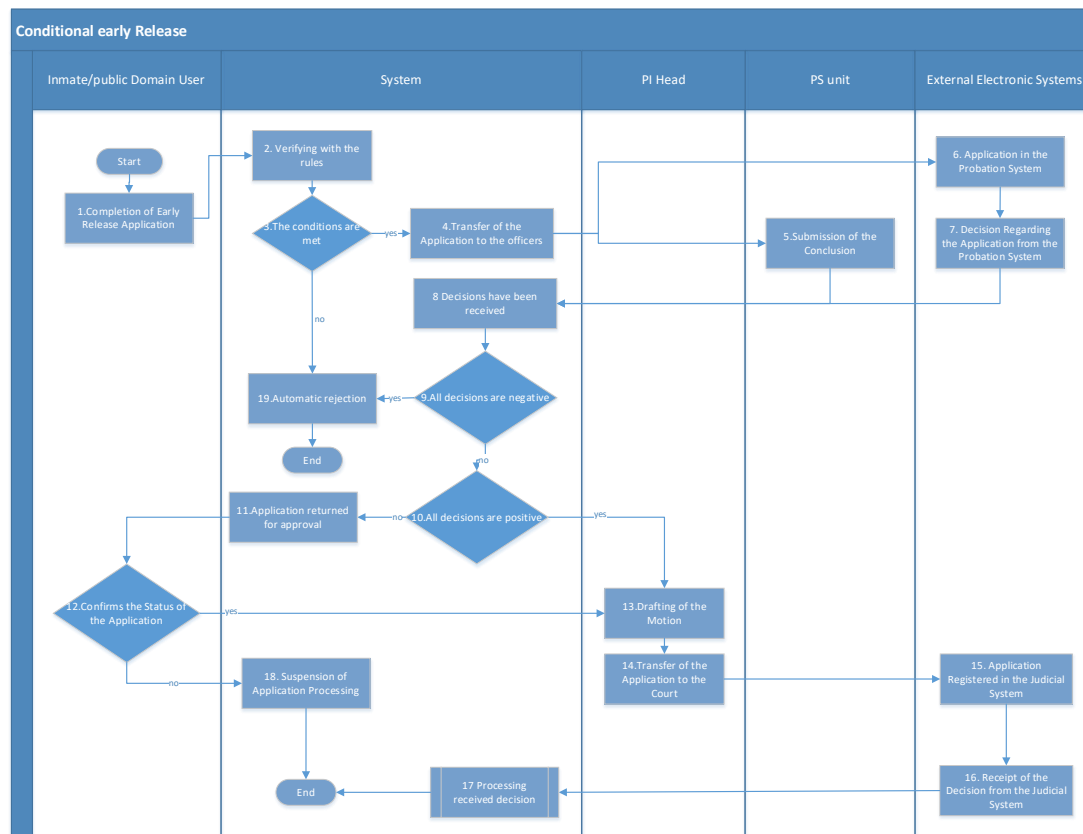 Conditional early Release
Inmate/public Domain User
System
PI Head
PS unit
External Electronic Systems
Start
1.Completion of Early
Release Application
2. Verifying with the
rules
3.The conditions are
met
yes
4.Transfer of the
Application to the officers
5.Submission of the
Conclusion
6. Application in the
Probation System
7. Decision Regarding
the Application from the
Probation System
8 Decisions have been
received
no
19.Automatic rejection
yes
9.All decisions are negative
End
no
11.Application returned
for approval
no
10.All decisions are positive
yes
12.Confirms the Status of
the Application
yes
13.Drafting of the
Motion
14.Transfer of the
Application to the
Court
15. Application
Registered in the Judicial
System
no
18. Suspension of
Application Processing
End
17 Processing
received decision
16. Receipt of the
Decision from the Judicial
System